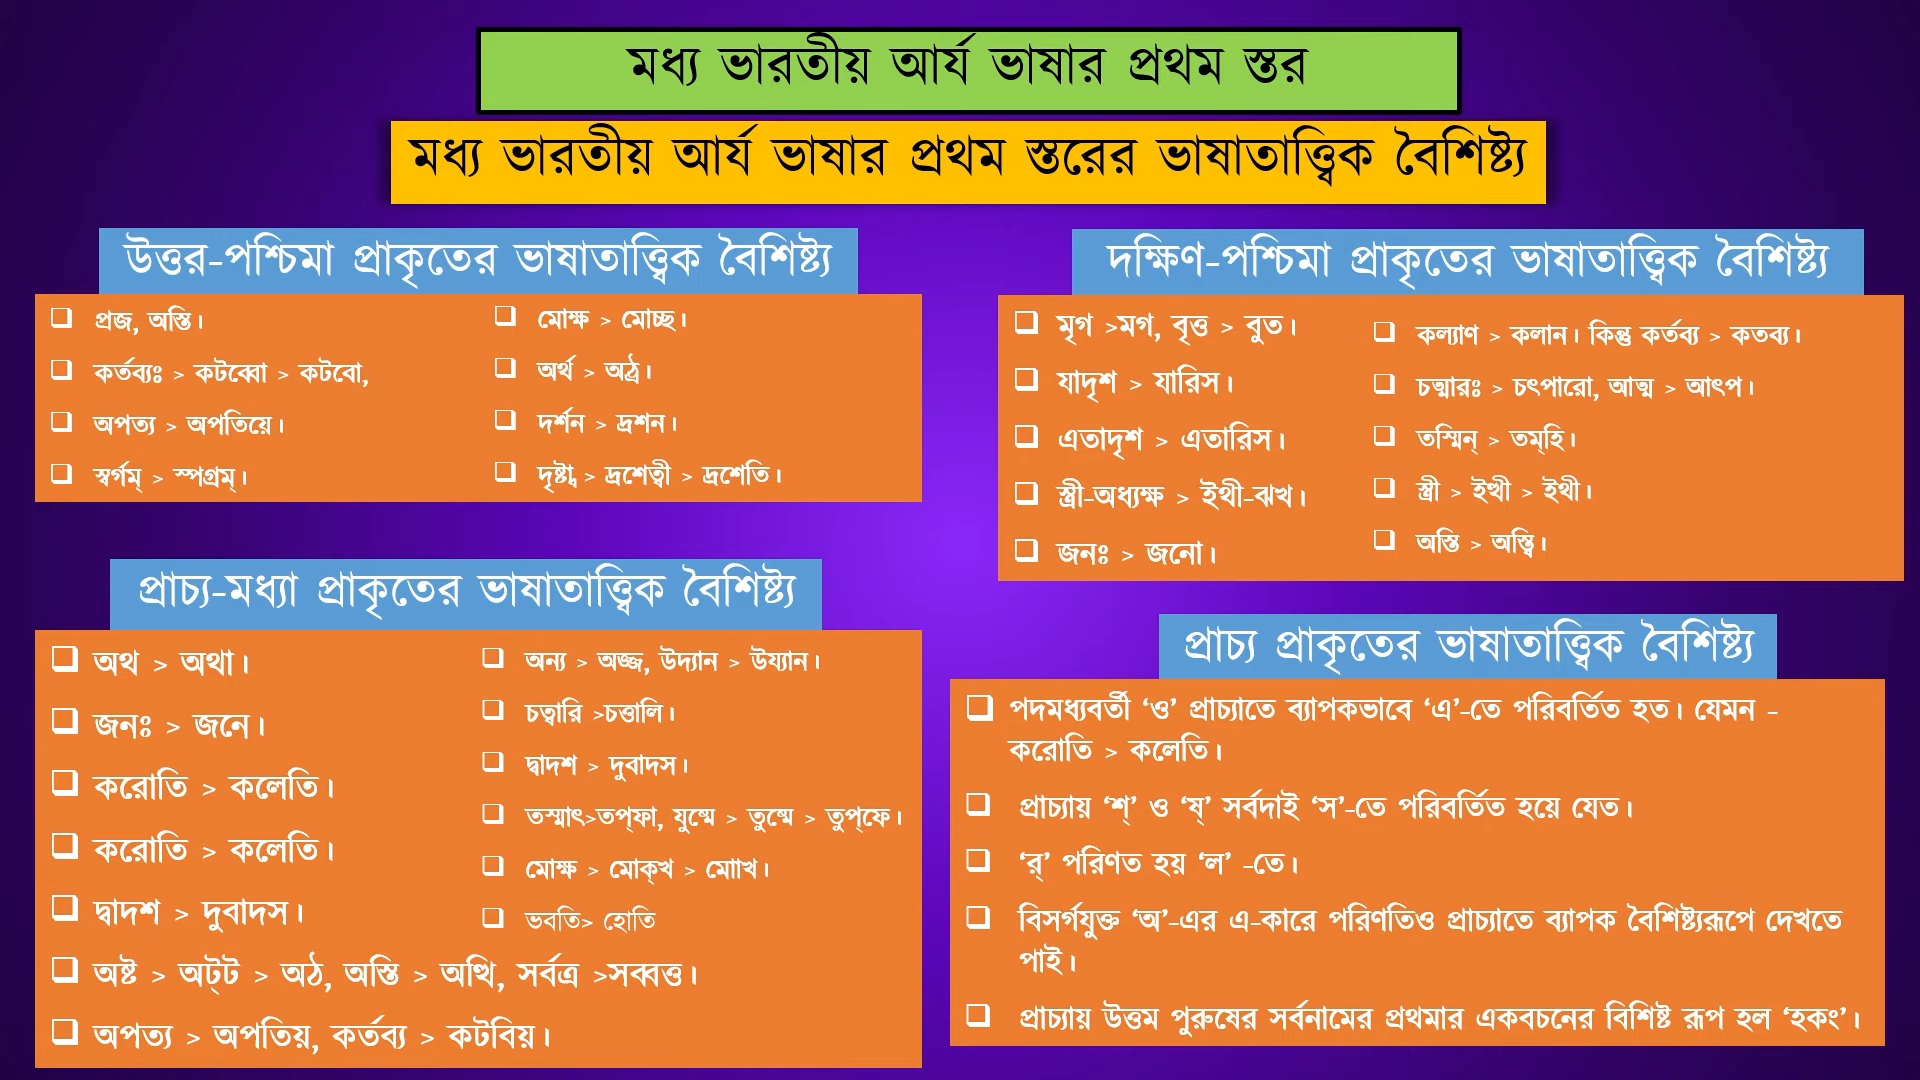 মধ্য ভারতীয় আর্য ভাষার প্রথম স্তর
মধ্য ভারতীয় আর্য ভাষার প্রথম স্তরের ভাষাতাত্ত্বিক বৈশিষ্ট্য
উত্তর-পশ্চিমা প্রাকৃতের ভাষাতাত্ত্বিক বৈশিষ্ট্য
প্রজ, অস্তি।
কর্তব্যঃ > কটব্বো > কটবো,
অপত্য > অপতিয়ে।
স্বর্গম্ > স্পগ্রম্।
মোক্ষ > মোচ্ছ।
অর্থ > অঠ্র।
দর্শন > দ্রশন।
দৃষ্টা > দ্রশেত্বী > দ্রশেতি।
দক্ষিণ-পশ্চিমা প্রাকৃতের ভাষাতাত্ত্বিক বৈশিষ্ট্য
মৃগ >মগ, বৃত্ত > বুত।
যাদৃশ > যারিস।
এতাদৃশ > এতারিস।
স্ত্রী-অধ্যক্ষ > ইথী-ঝখ।
জনঃ > জনো।
কল্যাণ > কলান। কিন্তু কর্তব্য > কতব্য।
চত্মারঃ > চৎপারো, আত্ম > আৎপ।
তস্মিন্ > তম্হি।
স্ত্রী > ইত্থী > ইথী।
অস্তি > অস্থি।
প্রাচ্য-মধ্যা প্রাকৃতের ভাষাতাত্ত্বিক বৈশিষ্ট্য
অথ > অথা।
জনঃ > জনে।
করোতি > কলেতি।
করোতি > কলেতি।
দ্বাদশ > দুবাদস।
অষ্ট > অট্ট > অঠ, অস্তি > অত্থি, সর্বত্র >সব্বত্ত।
অপত্য > অপতিয়, কর্তব্য > কটবিয়।
অন্য > অজ্জ, উদ্যান > উয্যান।
চত্বারি >চত্তালি।
দ্বাদশ > দুবাদস।
তস্মাৎ>তপ্ফা, যুষ্মে > তুষ্মে > তুপ্ফে।
মোক্ষ > মোক্খ > মোাখ।
ভবতি> হোতি
প্রাচ্য প্রাকৃতের ভাষাতাত্ত্বিক বৈশিষ্ট্য
পদমধ্যবর্তী ‘ও’ প্রাচ্যাতে ব্যাপকভাবে ‘এ’-তে পরিবর্তিত হত। যেমন -
করোতি > কলেতি।
প্রাচ্যায় ‘শ্’ ও ‘ষ্’ সর্বদাই ‘স’-তে পরিবর্তিত হয়ে যেত।
‘র্’ পরিণত হয় ‘ল’ -তে।
বিসর্গযুক্ত ‘অ’-এর এ-কারে পরিণতিও প্রাচ্যাতে ব্যাপক বৈশিষ্ট্যরূপে দেখতে
পাই।
প্রাচ্যায় উত্তম পুরুষের সর্বনামের প্রথমার একবচনের বিশিষ্ট রূপ হল ‘হকং’।